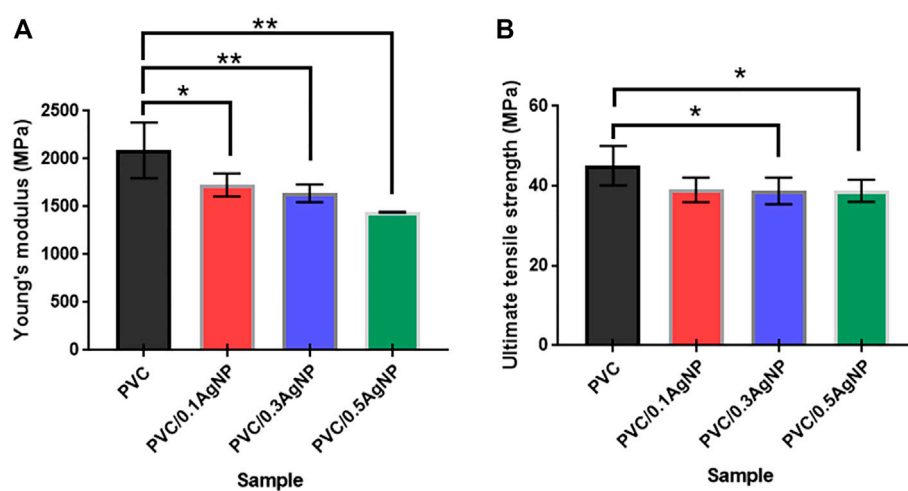 A
**
**
*
Young's modulus (MPa)
2500
2000
1500
1000
500
0
PVC
PVC/0.1AgNP
PVC/0.3AgNP
PVC/0.5AgNP
Sample
B
*
*
Ultimate tensile strength (MPa)
60
40
20
0
PVC
PVC/0.1AgNP
PVC/0.3AgNP
PVC/0.5AgNP
Sample